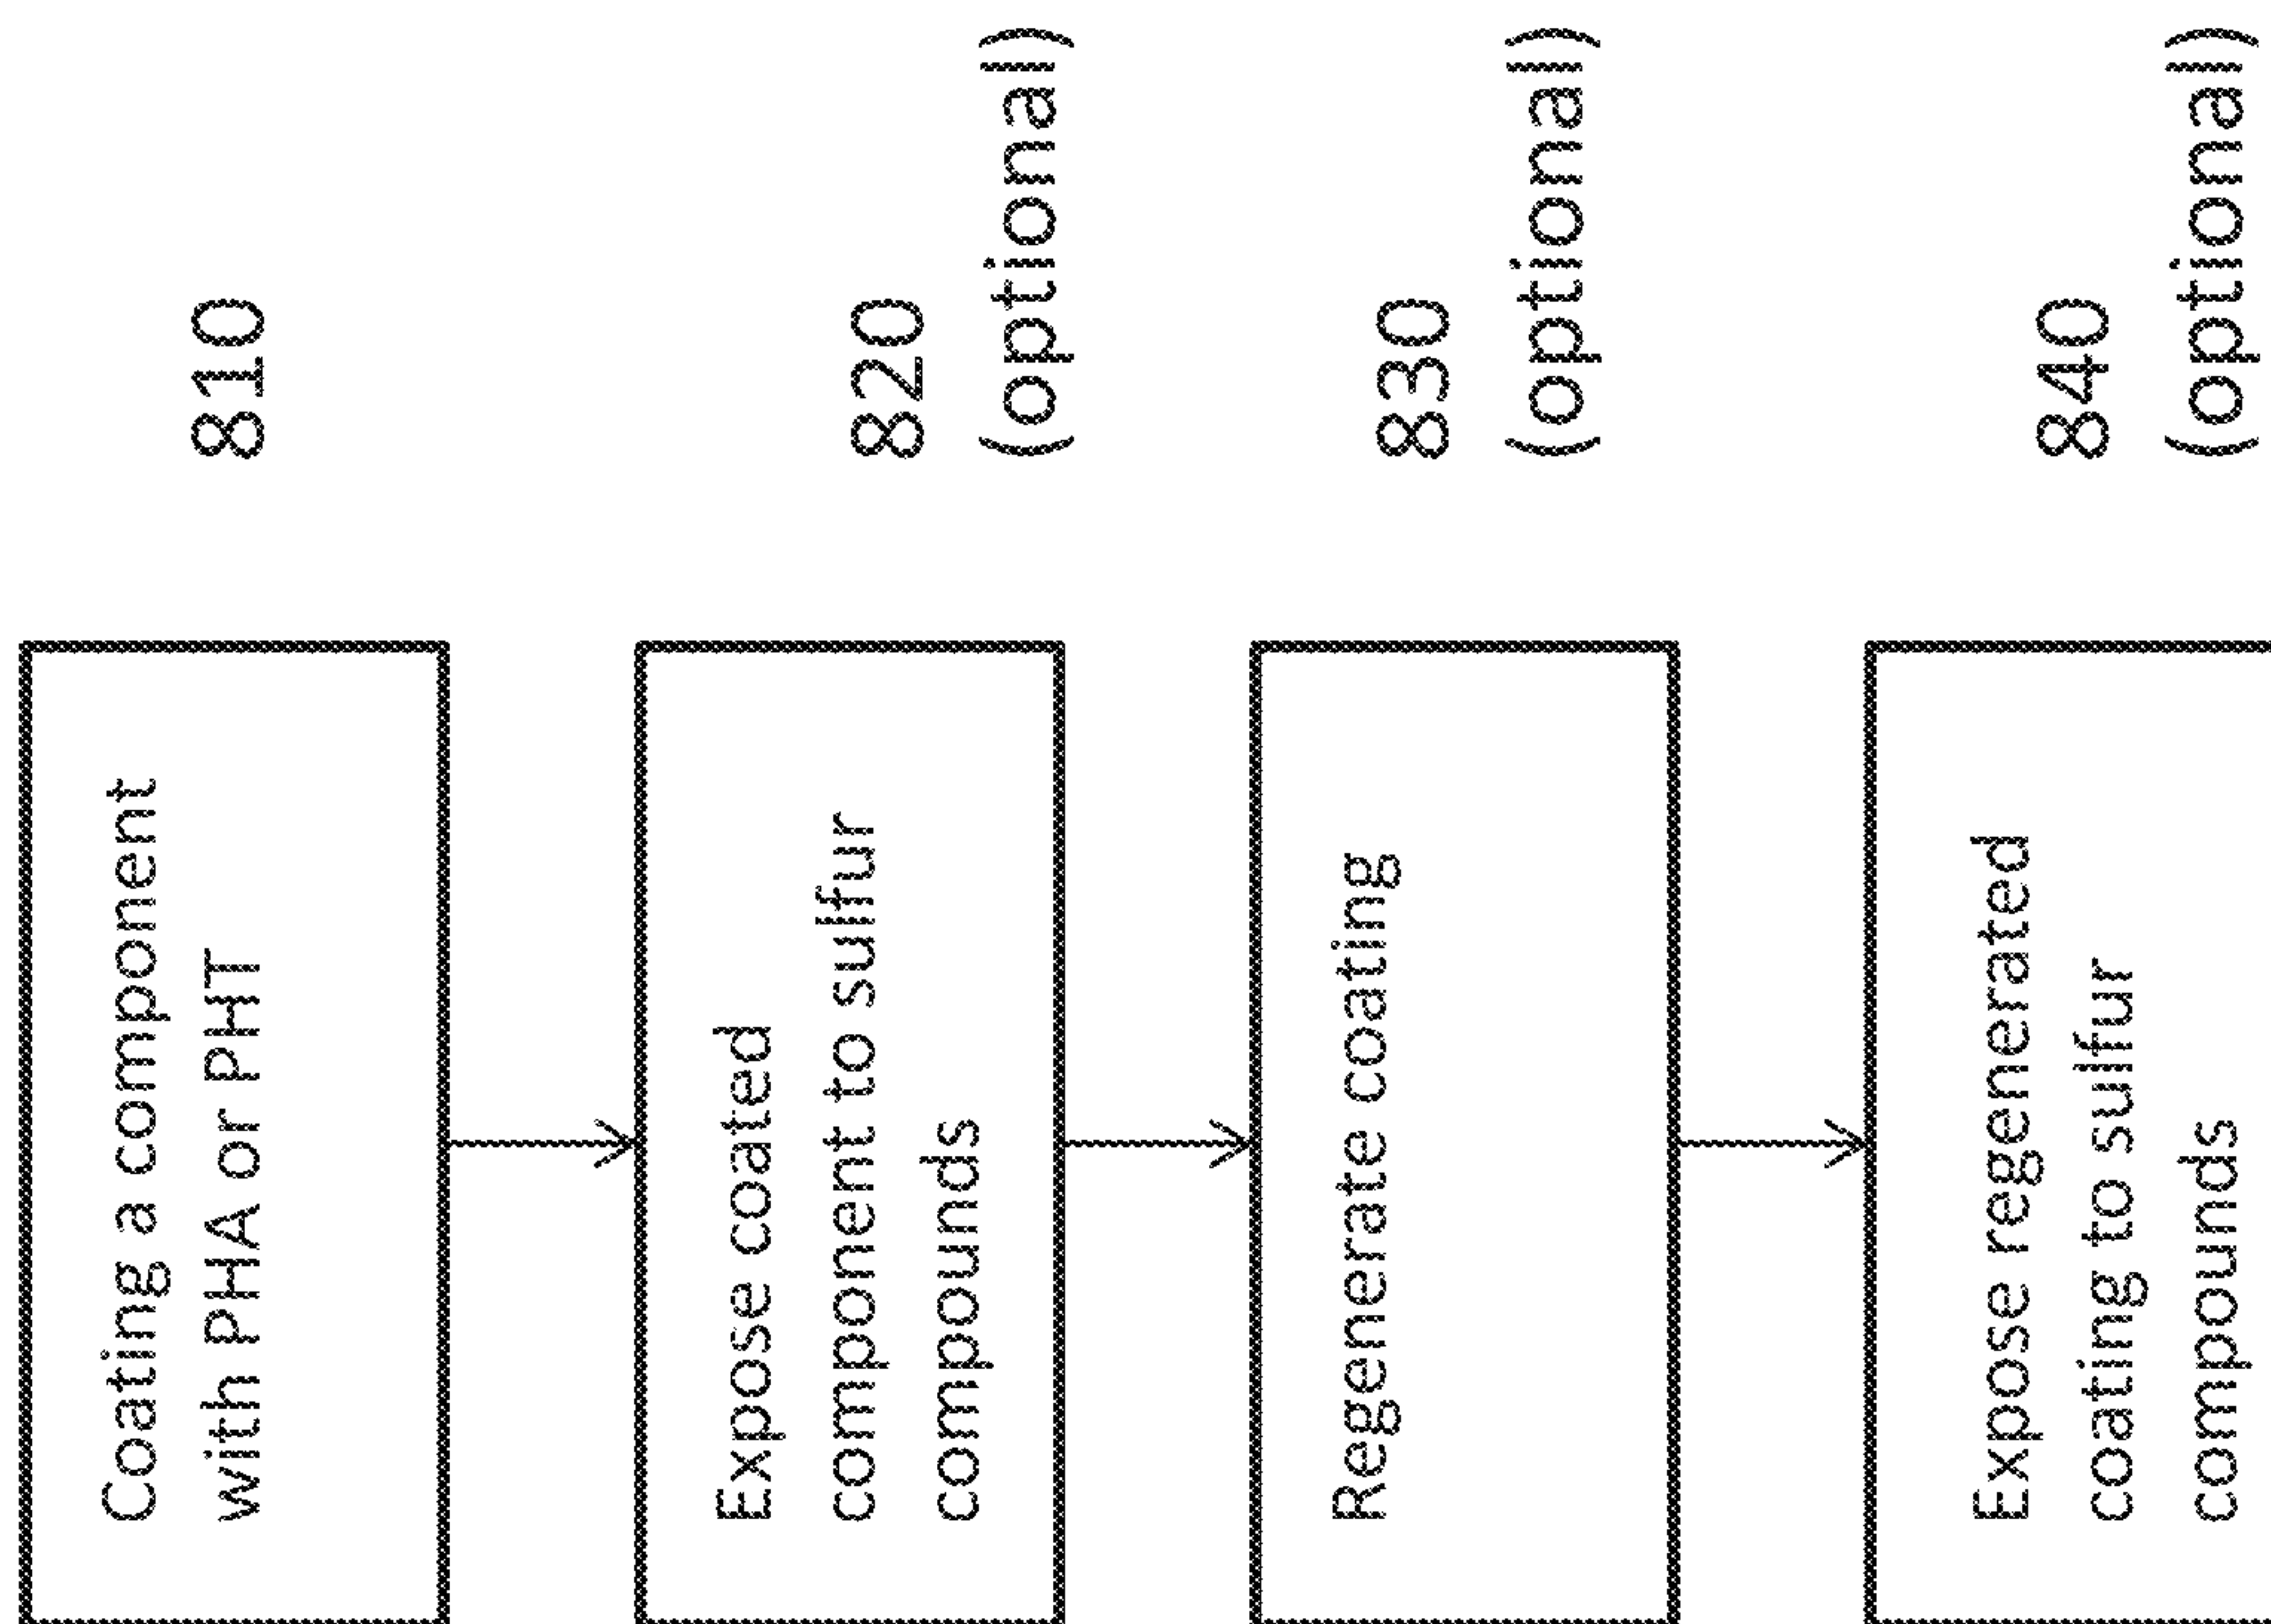 Coating a component
with PHA or PHT
810
Expose coated
component to sulfur
compounds
820
(optional)
Regenerate coating
830
(optional)
Expose regenerated
coating to sulfur
compounds
840
(optional)